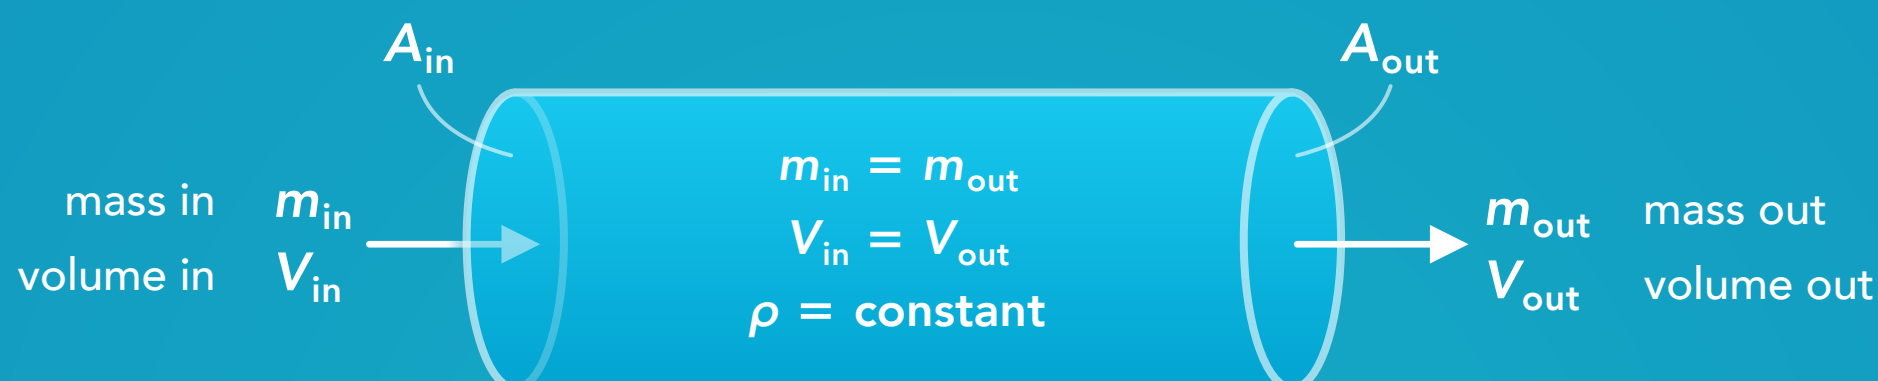 A_in
A_out
mass in m_in
volume in V_in
m_in = m_out
V_in = V_out
ρ = constant
m_out mass out
V_out volume out